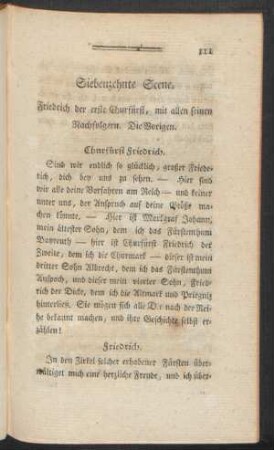 111
Siebenzehnte Scene.
Friedrich der erste Churfürst, mit allen seinen
Nachfolgern. Die Vorigen.
Churfürst Friedrich.
Sind wir endlich so glücklich, großer Friede-
rich, dich bey uns zu sehen. — Hier sind
wir alle deine Vorfahren am Reich — und keiner
unter uns, der Anspruch auf deine Größe ma-
chen könnte. — Hier ist Markgraf Johann,
mein ältester Sohn, dem ich das Fürstenthum
Bayreuth — hier ist Churfürst Friedrich der
Zweite, dem ich die Churmark — dieser ist mein
dritter Sohn Albrecht, dem ich das Fürstenthum
Anspach, und dieser mein vierter Sohn, Fried-
rich der Dicke, dem ich die Altmark und Priegnitz
hinterließ. Sie mögen sich alle Dir nach der Rei-
he bekannt machen, und ihre Geschichte selbst er-
zählen!
Friedrich.
In den Zirkel solcher erhabener Fürsten über-
wältiget mich eine herzliche Freude, und ich über-